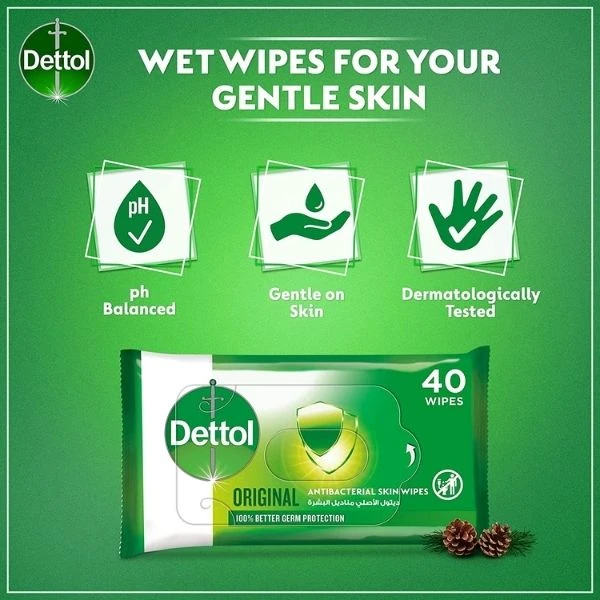 Dettol
WET WIPES FOR YOUR
GENTLE SKIN
pH
ph
Balanced
Gentle on
Skin
Dermatologically
Tested
40
WIPES
Dettol
ORIGINAL
ANTIBACTERIAL SKIN WIPES
ديتول الأصلي مناديل البشرة
100% BETTER GERM PROTECTION